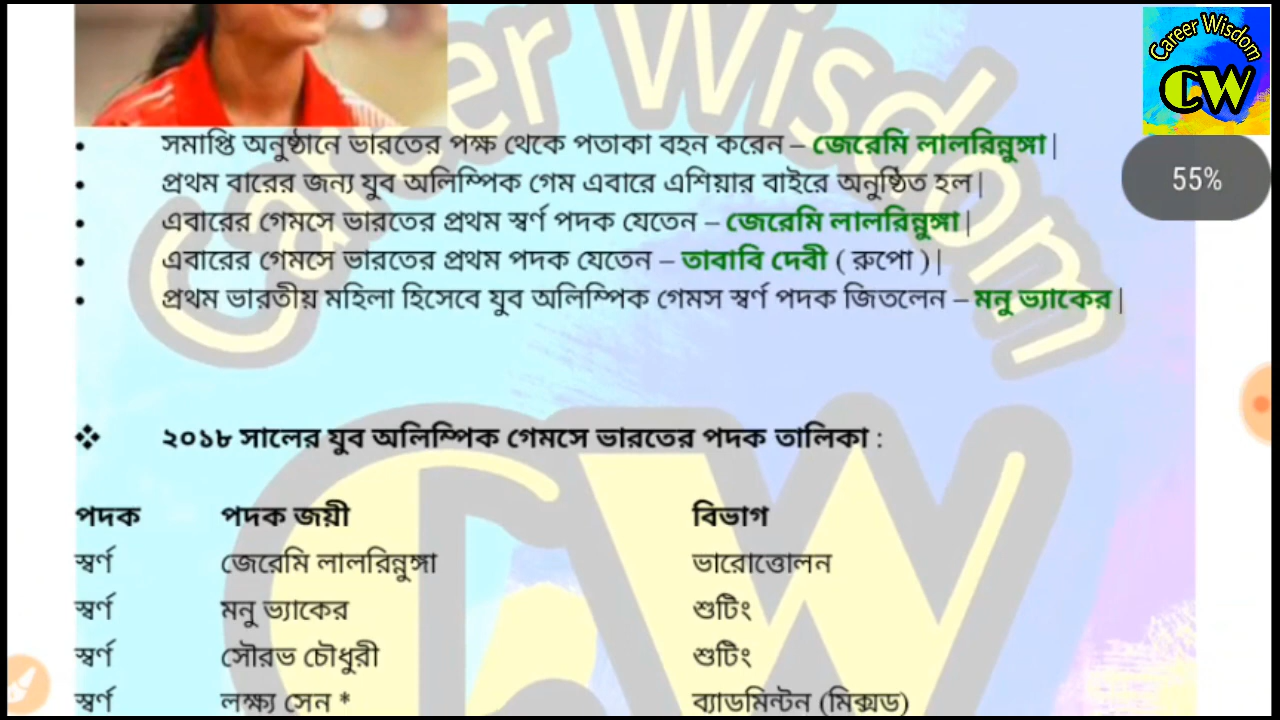 Career Wisdom
CW
55%
Career Wisdom
• সমাপ্তি অনুষ্ঠানে ভারতের পক্ষ থেকে পতাকা বহন করেন – জেরেমি লালরিন্নুঙ্গা|
• প্রথম বারের জন্য যুব অলিম্পিক গেম এবারে এশিয়ার বাইরে অনুষ্ঠিত হল|
• এবারের গেমসে ভারতের প্রথম স্বর্ণ পদক যেতেন – জেরেমি লালরিন্নুঙ্গা|
• এবারের গেমসে ভারতের প্রথম পদক যেতেন – তাবাবি দেবী ( রুপো )|
• প্রথম ভারতীয় মহিলা হিসেবে যুব অলিম্পিক গেমস স্বর্ণ পদক জিতলেন – মনু ভ্যাকের|
CW
❖ ২০১৮ সালের যুব অলিম্পিক গেমসে ভারতের পদক তালিকা :
পদক পদক জয়ী বিভাগ
স্বর্ণ জেরেমি লালরিন্নুঙ্গা ভারোত্তোলন
স্বর্ণ মনু ভ্যাকের শুটিং
স্বর্ণ সৌরভ চৌধুরী শুটিং
স্বর্ণ লক্ষ্য সেন * ব্যাডমিন্টন (মিক্সড)